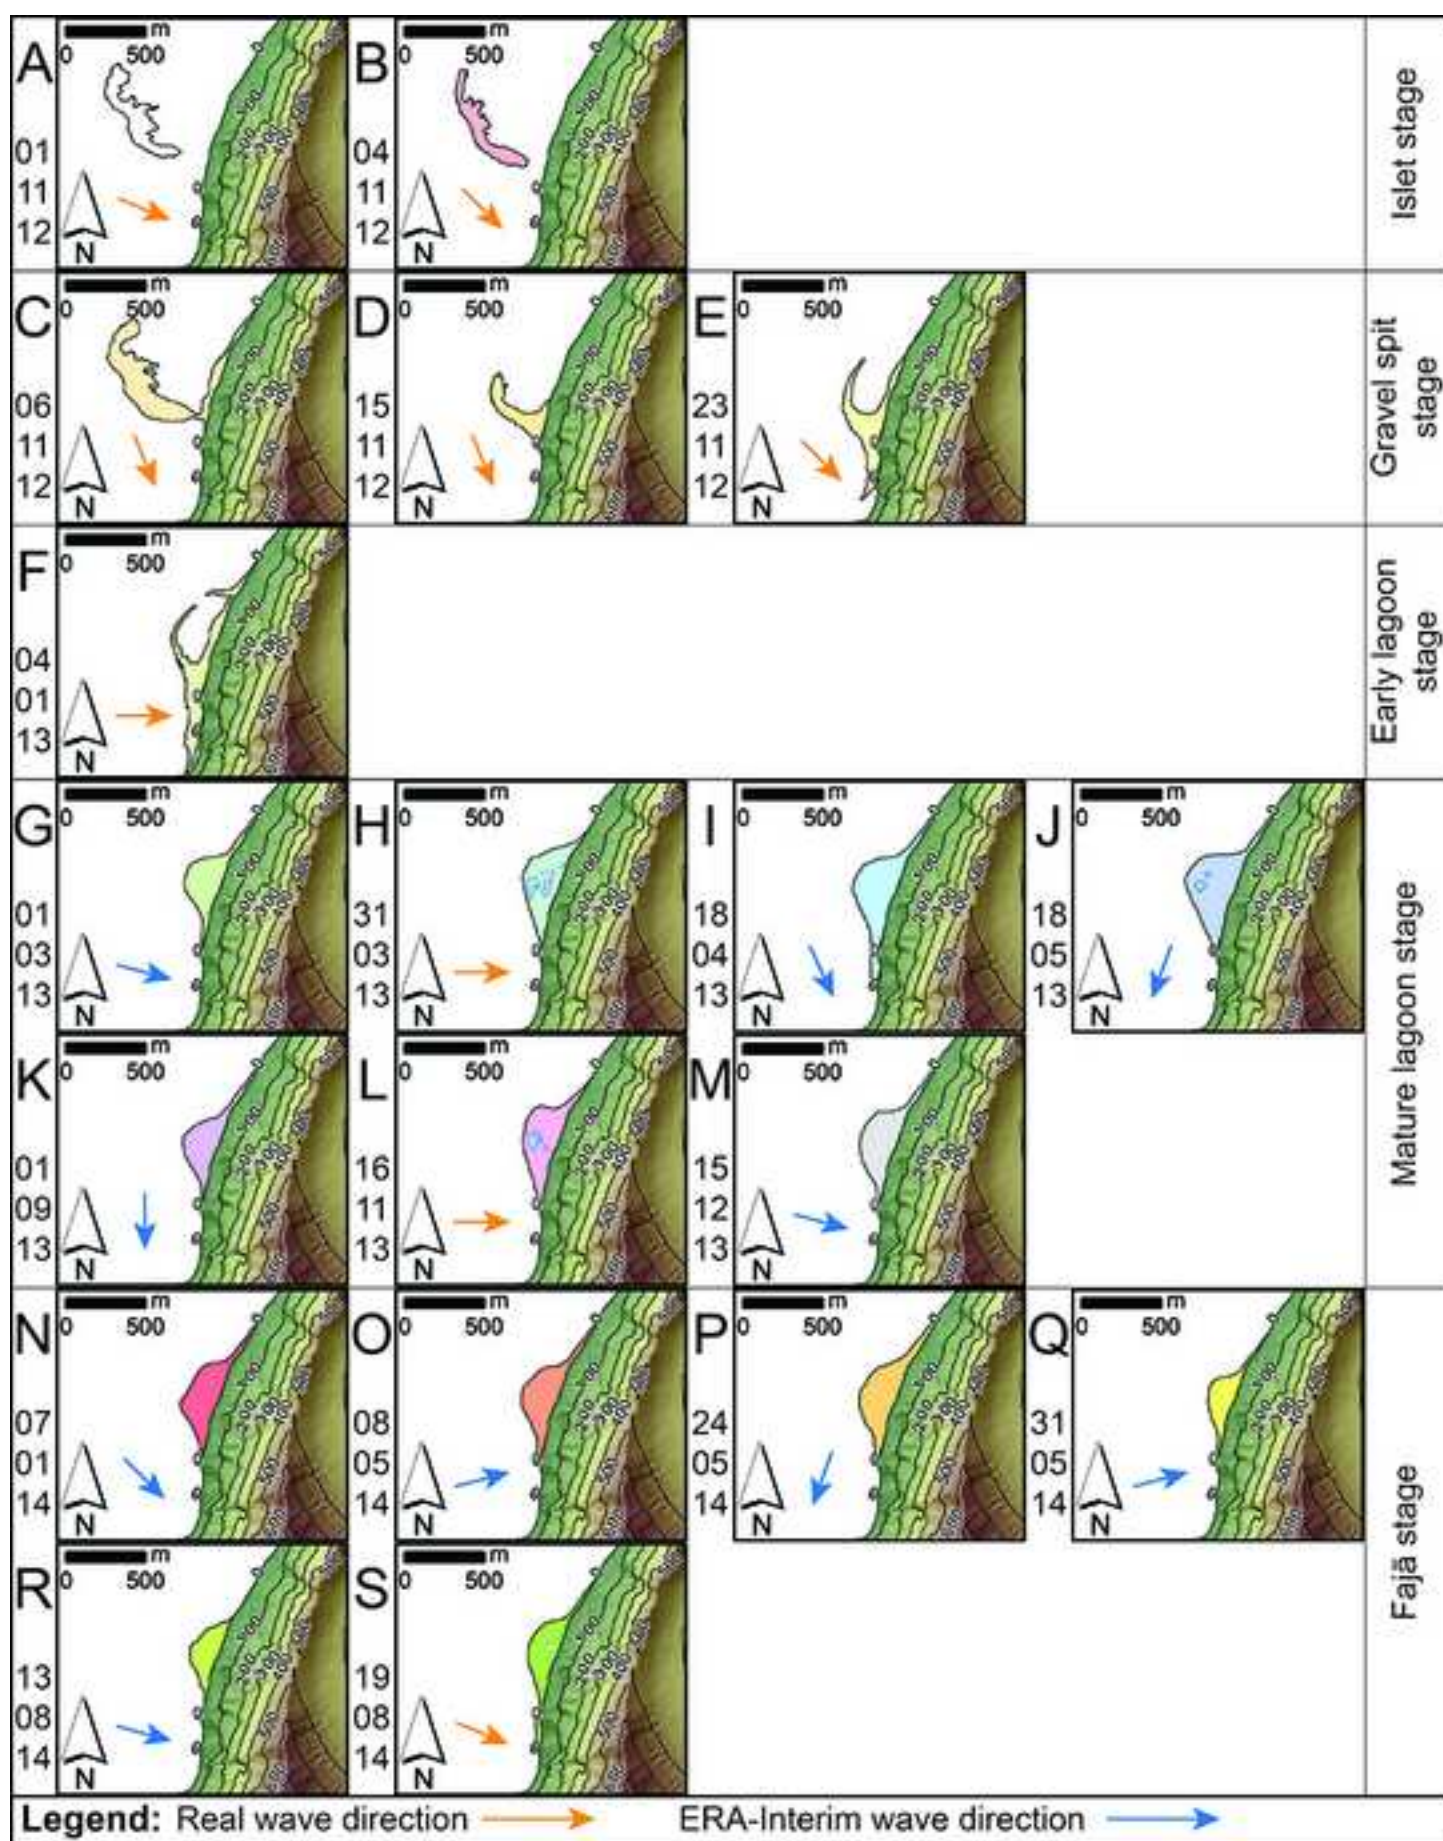 A
m
0 500
01
11
12
N
B
m
0 500
04
11
12
N
Islet stage
C
m
0 500
06
11
12
N
D
m
0 500
15
11
12
N
E
m
0 500
23
11
12
N
Gravel spit
stage
F
m
0 500
04
01
13
N
Early lagoon
stage
G
m
0 500
01
03
13
N
H
m
0 500
31
03
13
N
I
m
0 500
18
04
13
N
J
m
0 500
18
05
13
N
K
m
0 500
01
09
13
N
L
m
0 500
16
11
13
N
M
m
0 500
15
12
13
N
Mature lagoon stage
N
m
0 500
07
01
14
N
O
m
0 500
08
05
14
N
P
m
0 500
24
05
14
N
Q
m
0 500
31
05
14
N
R
m
0 500
13
08
14
N
S
m
0 500
19
08
14
N
Fajã stage
Legend: Real wave direction ERA-Interim wave direction